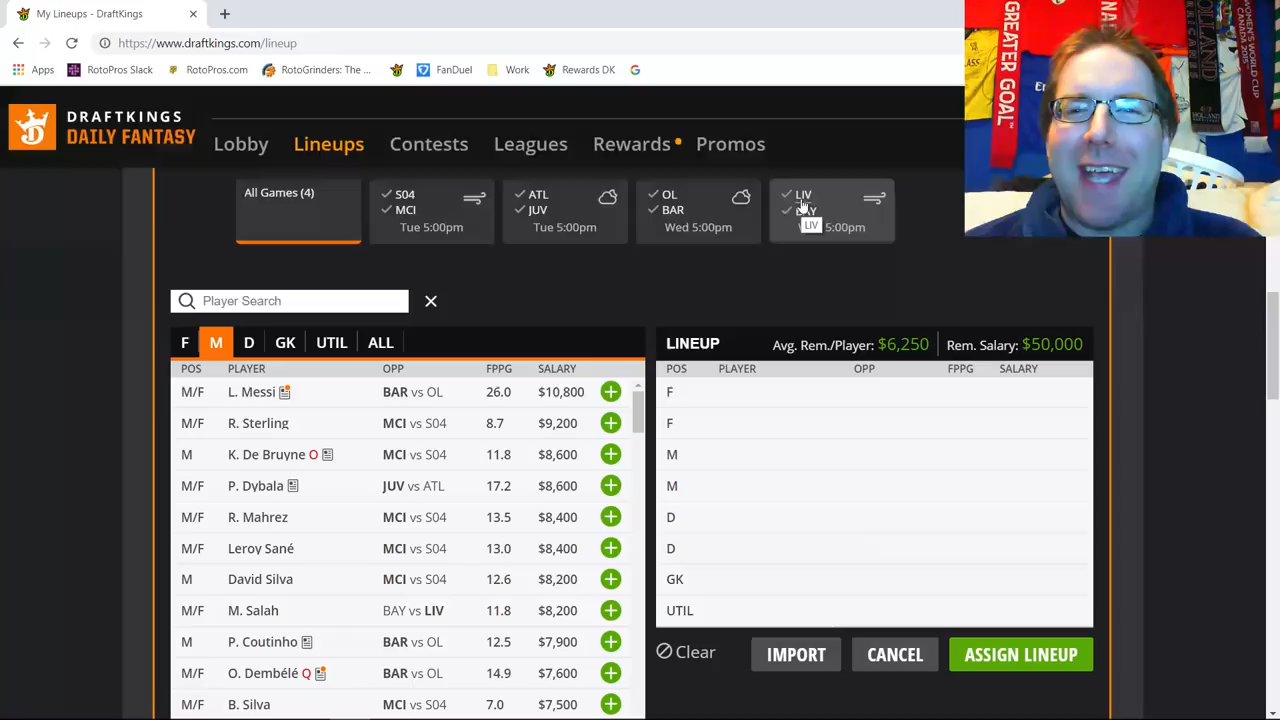 My Lineups - DraftKings
https://www.draftkings.com/lineup
Apps RotoPros Slack RotoPros.com RotoGrinders: The ... FanDuel Work Rewards DK
DRAFTKINGS
DAILY FANTASY
Lobby Lineups Contests Leagues Rewards Promos
All Games (4)
S04
MCI
Tue 5:00pm
ATL
JUV
Tue 5:00pm
OL
BAR
Wed 5:00pm
LIV
LIV
5:00pm
Player Search
F M D GK UTIL ALL
POS PLAYER OPP FPPG SALARY
M/F L. Messi BAR vs OL 26.0 $10,800
M/F R. Sterling MCI vs S04 8.7 $9,200
M K. De Bruyne O MCI vs S04 11.8 $8,600
M/F P. Dybala JUV vs ATL 17.2 $8,600
M/F R. Mahrez MCI vs S04 13.5 $8,400
M/F Leroy Sané MCI vs S04 13.0 $8,400
M David Silva MCI vs S04 12.6 $8,200
M/F M. Salah BAY vs LIV 11.8 $8,200
M P. Coutinho BAR vs OL 12.5 $7,900
M/F O. Dembélé Q BAR vs OL 14.9 $7,600
M/F B. Silva MCI vs S04 7.0 $7,500
LINEUP Avg. Rem./Player: $6,250 Rem. Salary: $50,000
POS PLAYER OPP FPPG SALARY
F
F
M
M
D
D
GK
UTIL
Clear IMPORT CANCEL ASSIGN LINEUP
GREATER GOAL
HOLLAND
WOMEN'S WORLD CUP
CANADA 2015